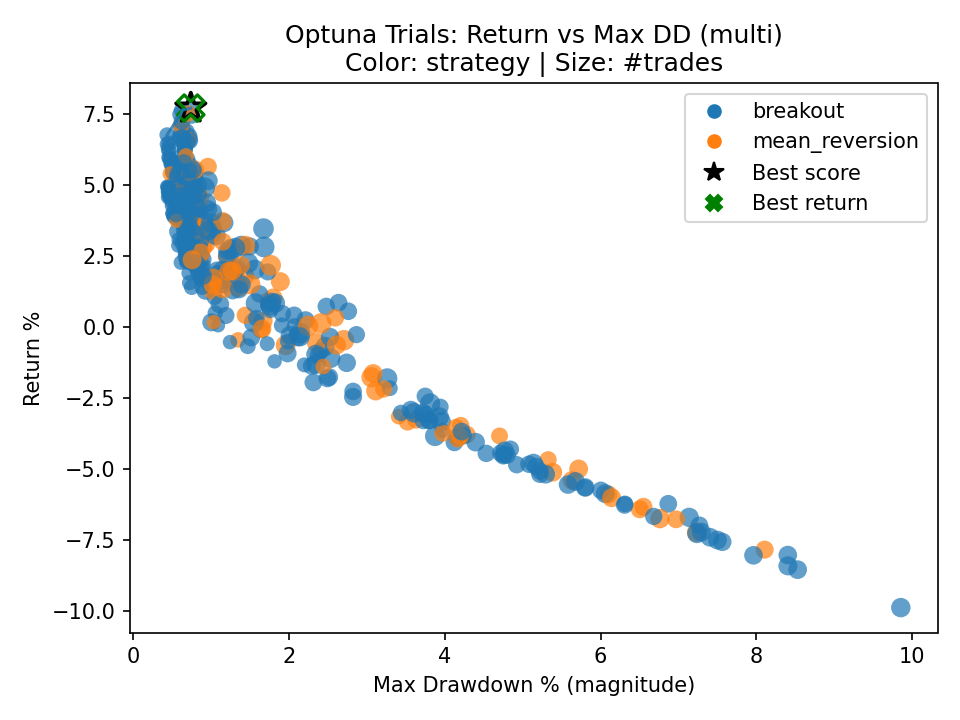 Optuna Trials: Return vs Max DD (multi)
Color: strategy | Size: #trades
breakout
mean_reversion
Best score
Best return
Return %
7.5
5.0
2.5
0.0
−2.5
−5.0
−7.5
−10.0
0 2 4 6 8 10
Max Drawdown % (magnitude)